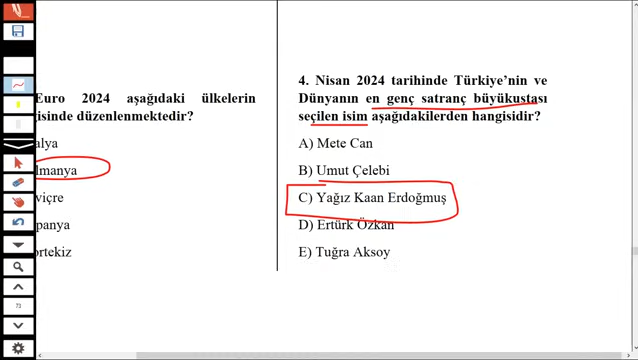 Euro 2024 aşağıdaki ülkelerin
isinde düzenlenmektedir?
alya
lmanya
viçre
panya
ortekiz
4. Nisan 2024 tarihinde Türkiye’nin ve
Dünyanın en genç satranç büyükustası
seçilen isim aşağıdakilerden hangisidir?
A) Mete Can
B) Umut Çelebi
C) Yağız Kaan Erdoğmuş
D) Ertürk Özkan
E) Tuğra Aksoy